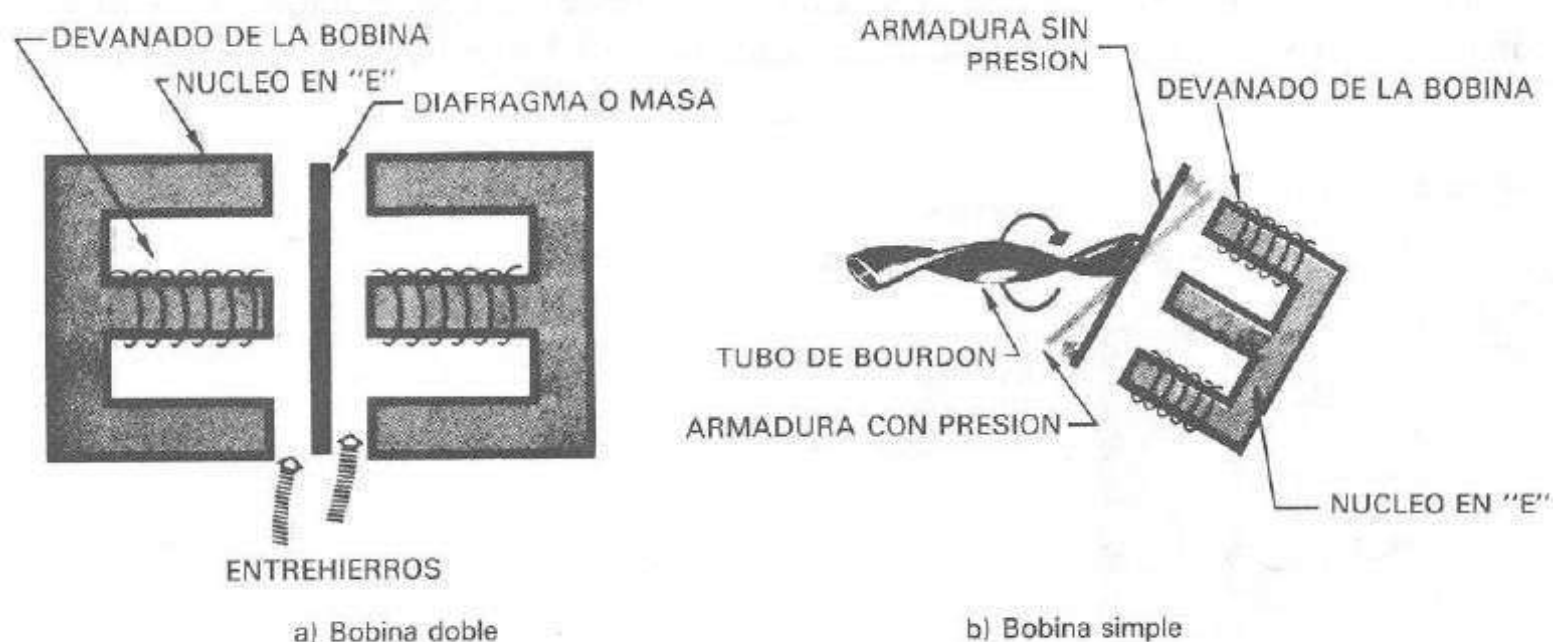 DEVANADO DE LA BOBINA
NUCLEO EN "E"
DIAFRAGMA O MASA
ENTREHIERROS
a) Bobina doble
ARMADURA SIN
PRESION
DEVANADO DE LA BOBINA
TUBO DE BOURDON
ARMADURA CON PRESION
NUCLEO EN "E"
b) Bobina simple